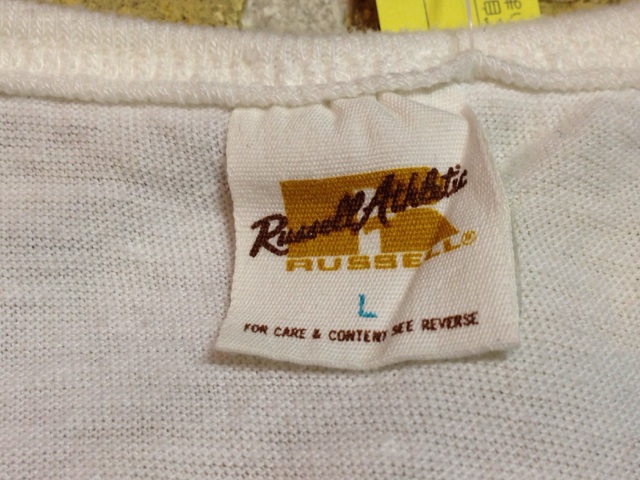 Russell Athletic
RUSSELL®
L
FOR CARE & CONTENT SEE REVERSE